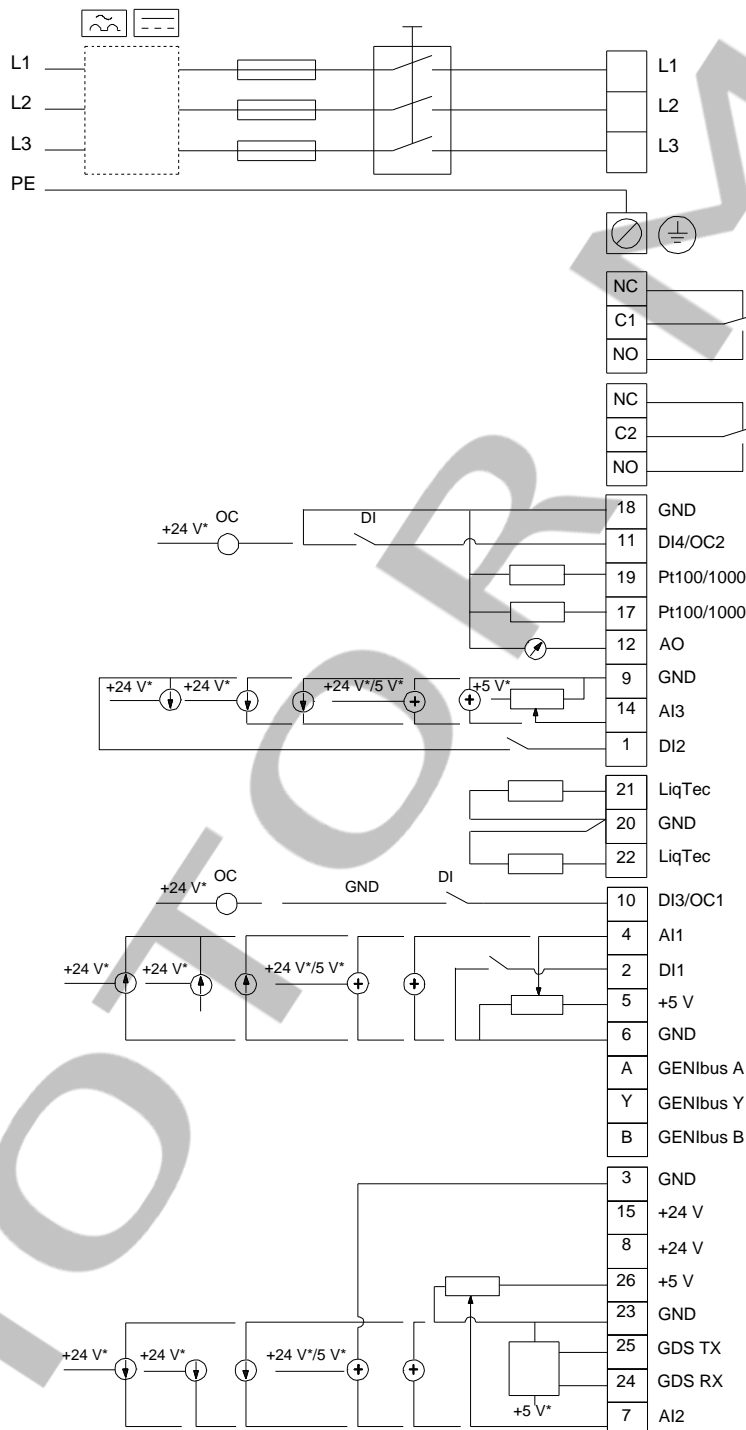 L1 L1
L2 L2
L3 L3
PE
NC
C1
NO
NC
C2
NO
18 GND
+24 V* OC DI 11 DI4/OC2
19 Pt100/1000
17 Pt100/1000
12 AO
9 GND
+24 V* +24 V* +24 V*/5 V* +5 V*
14 AI3
1 DI2
21 LiqTec
20 GND
22 LiqTec
+24 V* OC GND DI 10 DI3/OC1
4 AI1
+24 V* +24 V* +24 V*/5 V* 2 DI1
5 +5 V
6 GND
A GENIbus A
Y GENIbus Y
B GENIbus B
3 GND
15 +24 V
8 +24 V
26 +5 V
23 GND
+24 V* +24 V* +24 V*/5 V* 25 GDS TX
24 GDS RX
+5 V* 7 AI2